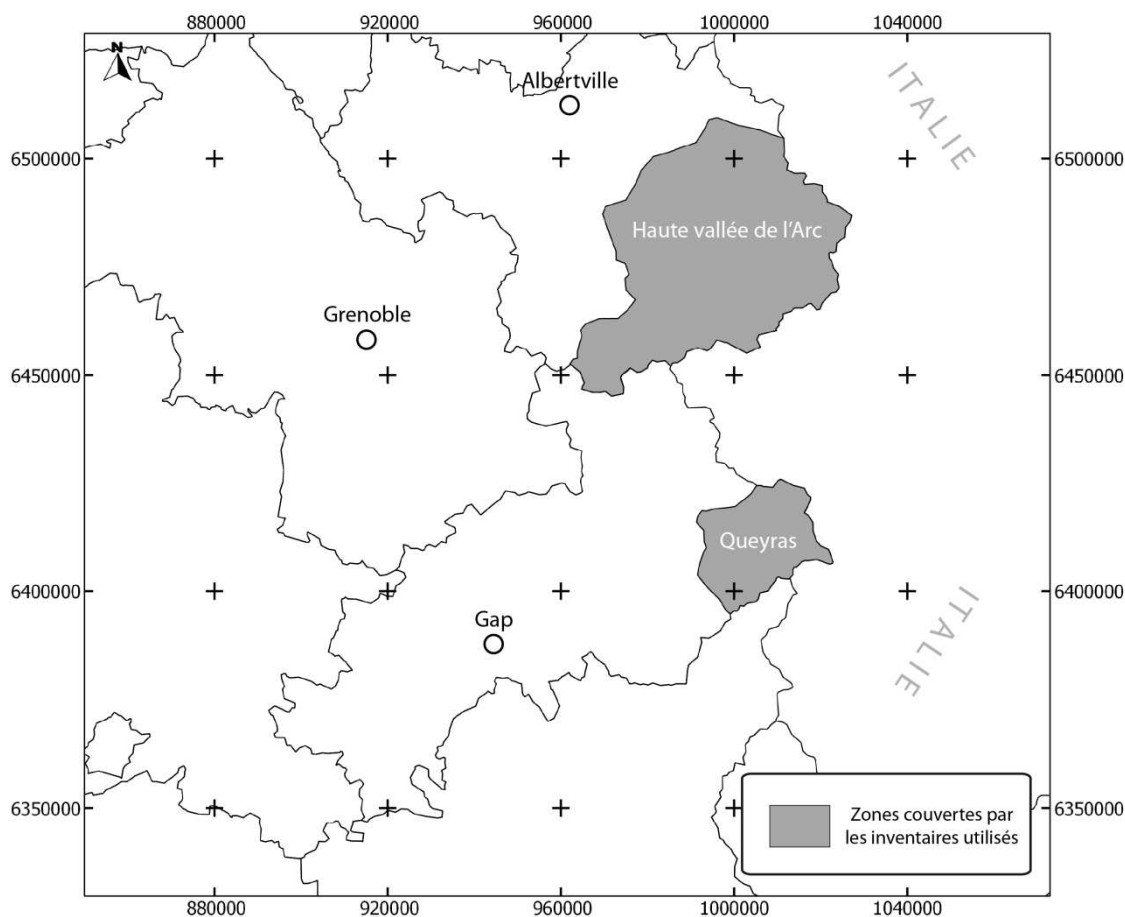 880000 920000 960000 1000000 1040000
N
Albertville
ITALIE
6500000 6500000
Haute vallée de l'Arc
Grenoble
6450000 6450000
Queyras
6400000 6400000
Gap
ITALIE
6350000 6350000
Zones couvertes par
les inventaires utilisés
880000 920000 960000 1000000 1040000